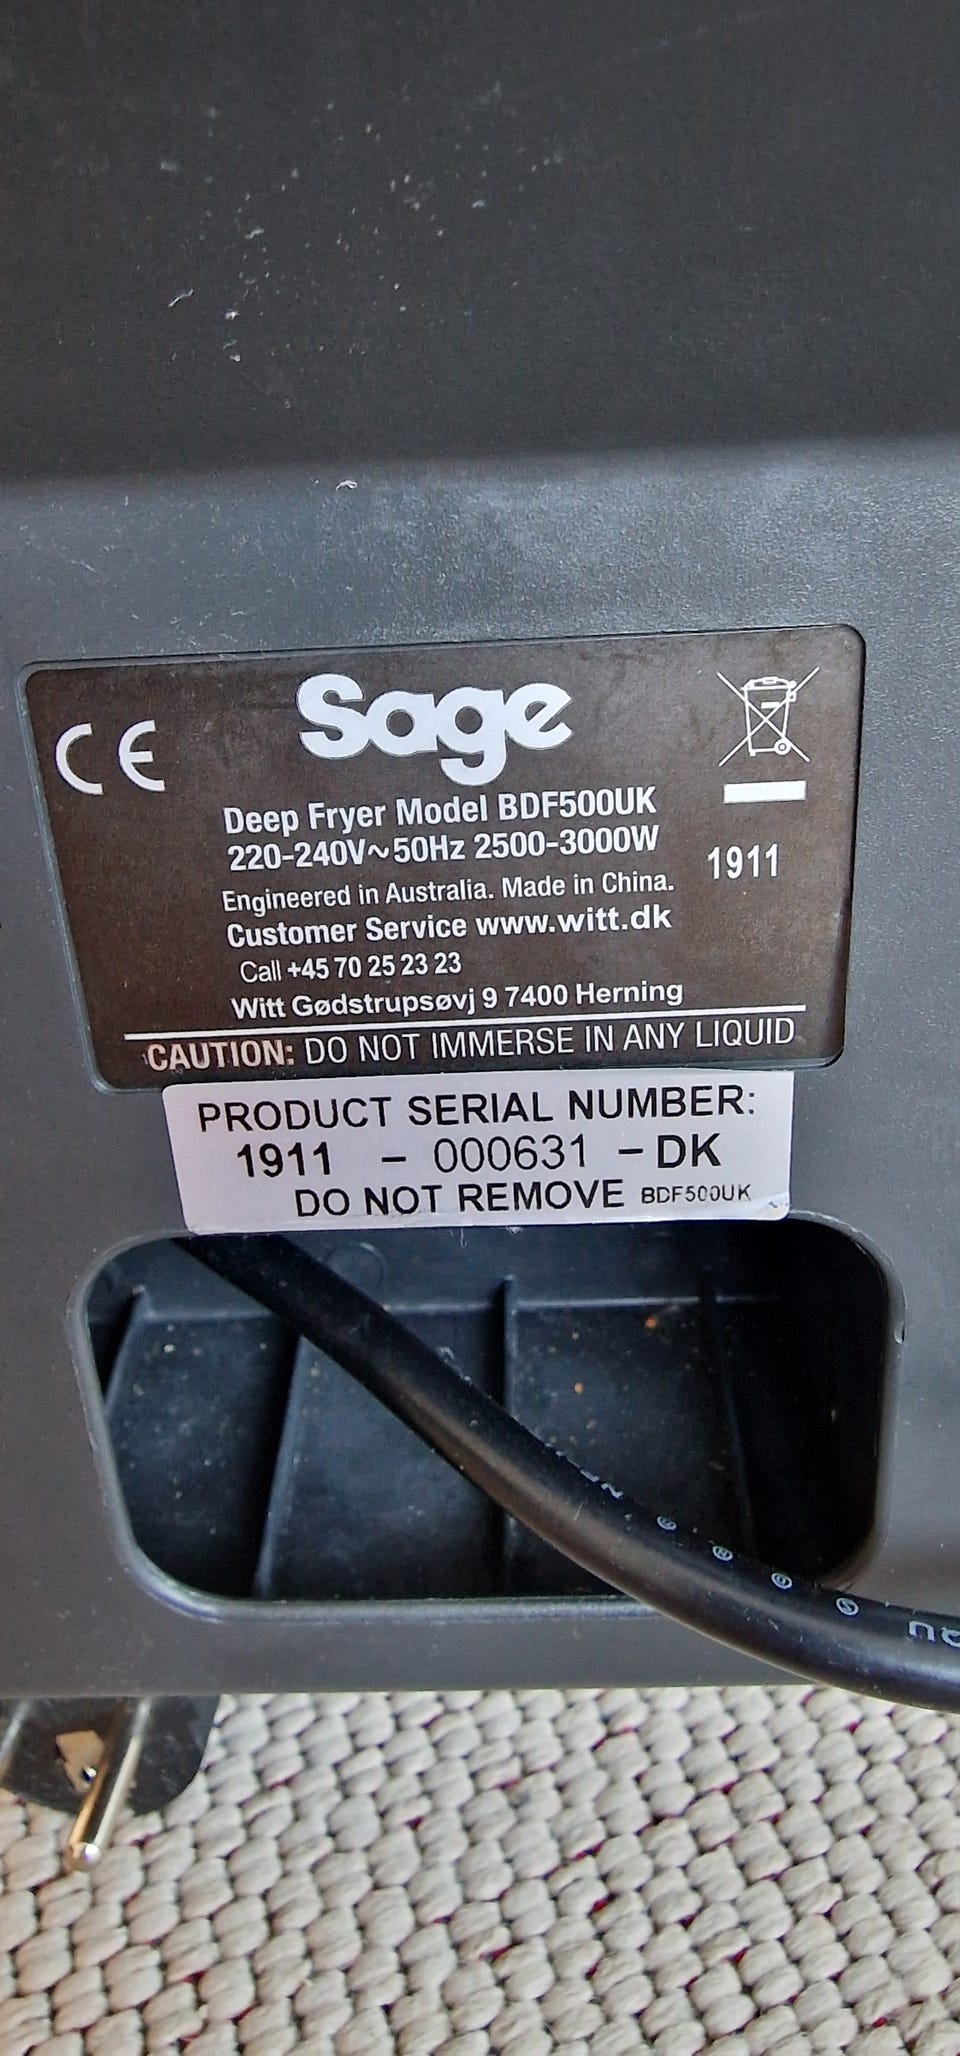 CE
Sage
Deep Fryer Model BDF500UK
220-240V~50Hz 2500-3000W
1911
Engineered in Australia. Made in China.
Customer Service www.witt.dk
Call +45 70 25 23 23
Witt Gødstrupsøvj 9 7400 Herning
CAUTION: DO NOT IMMERSE IN ANY LIQUID
PRODUCT SERIAL NUMBER:
1911 - 000631 - DK
DO NOT REMOVE BDF500UK